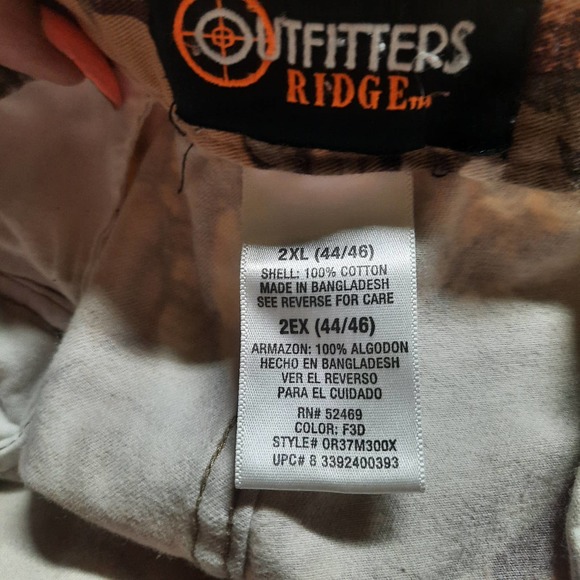 OUTFITTERS
RIDGE™
2XL (44/46)
SHELL: 100% COTTON
MADE IN BANGLADESH
SEE REVERSE FOR CARE
2EX (44/46)
ARMAZON: 100% ALGODON
HECHO EN BANGLADESH
VER EL REVERSO
PARA EL CUIDADO
RN# 52469
COLOR: F3D
STYLE# OR37M300X
UPC# 8 3392400393